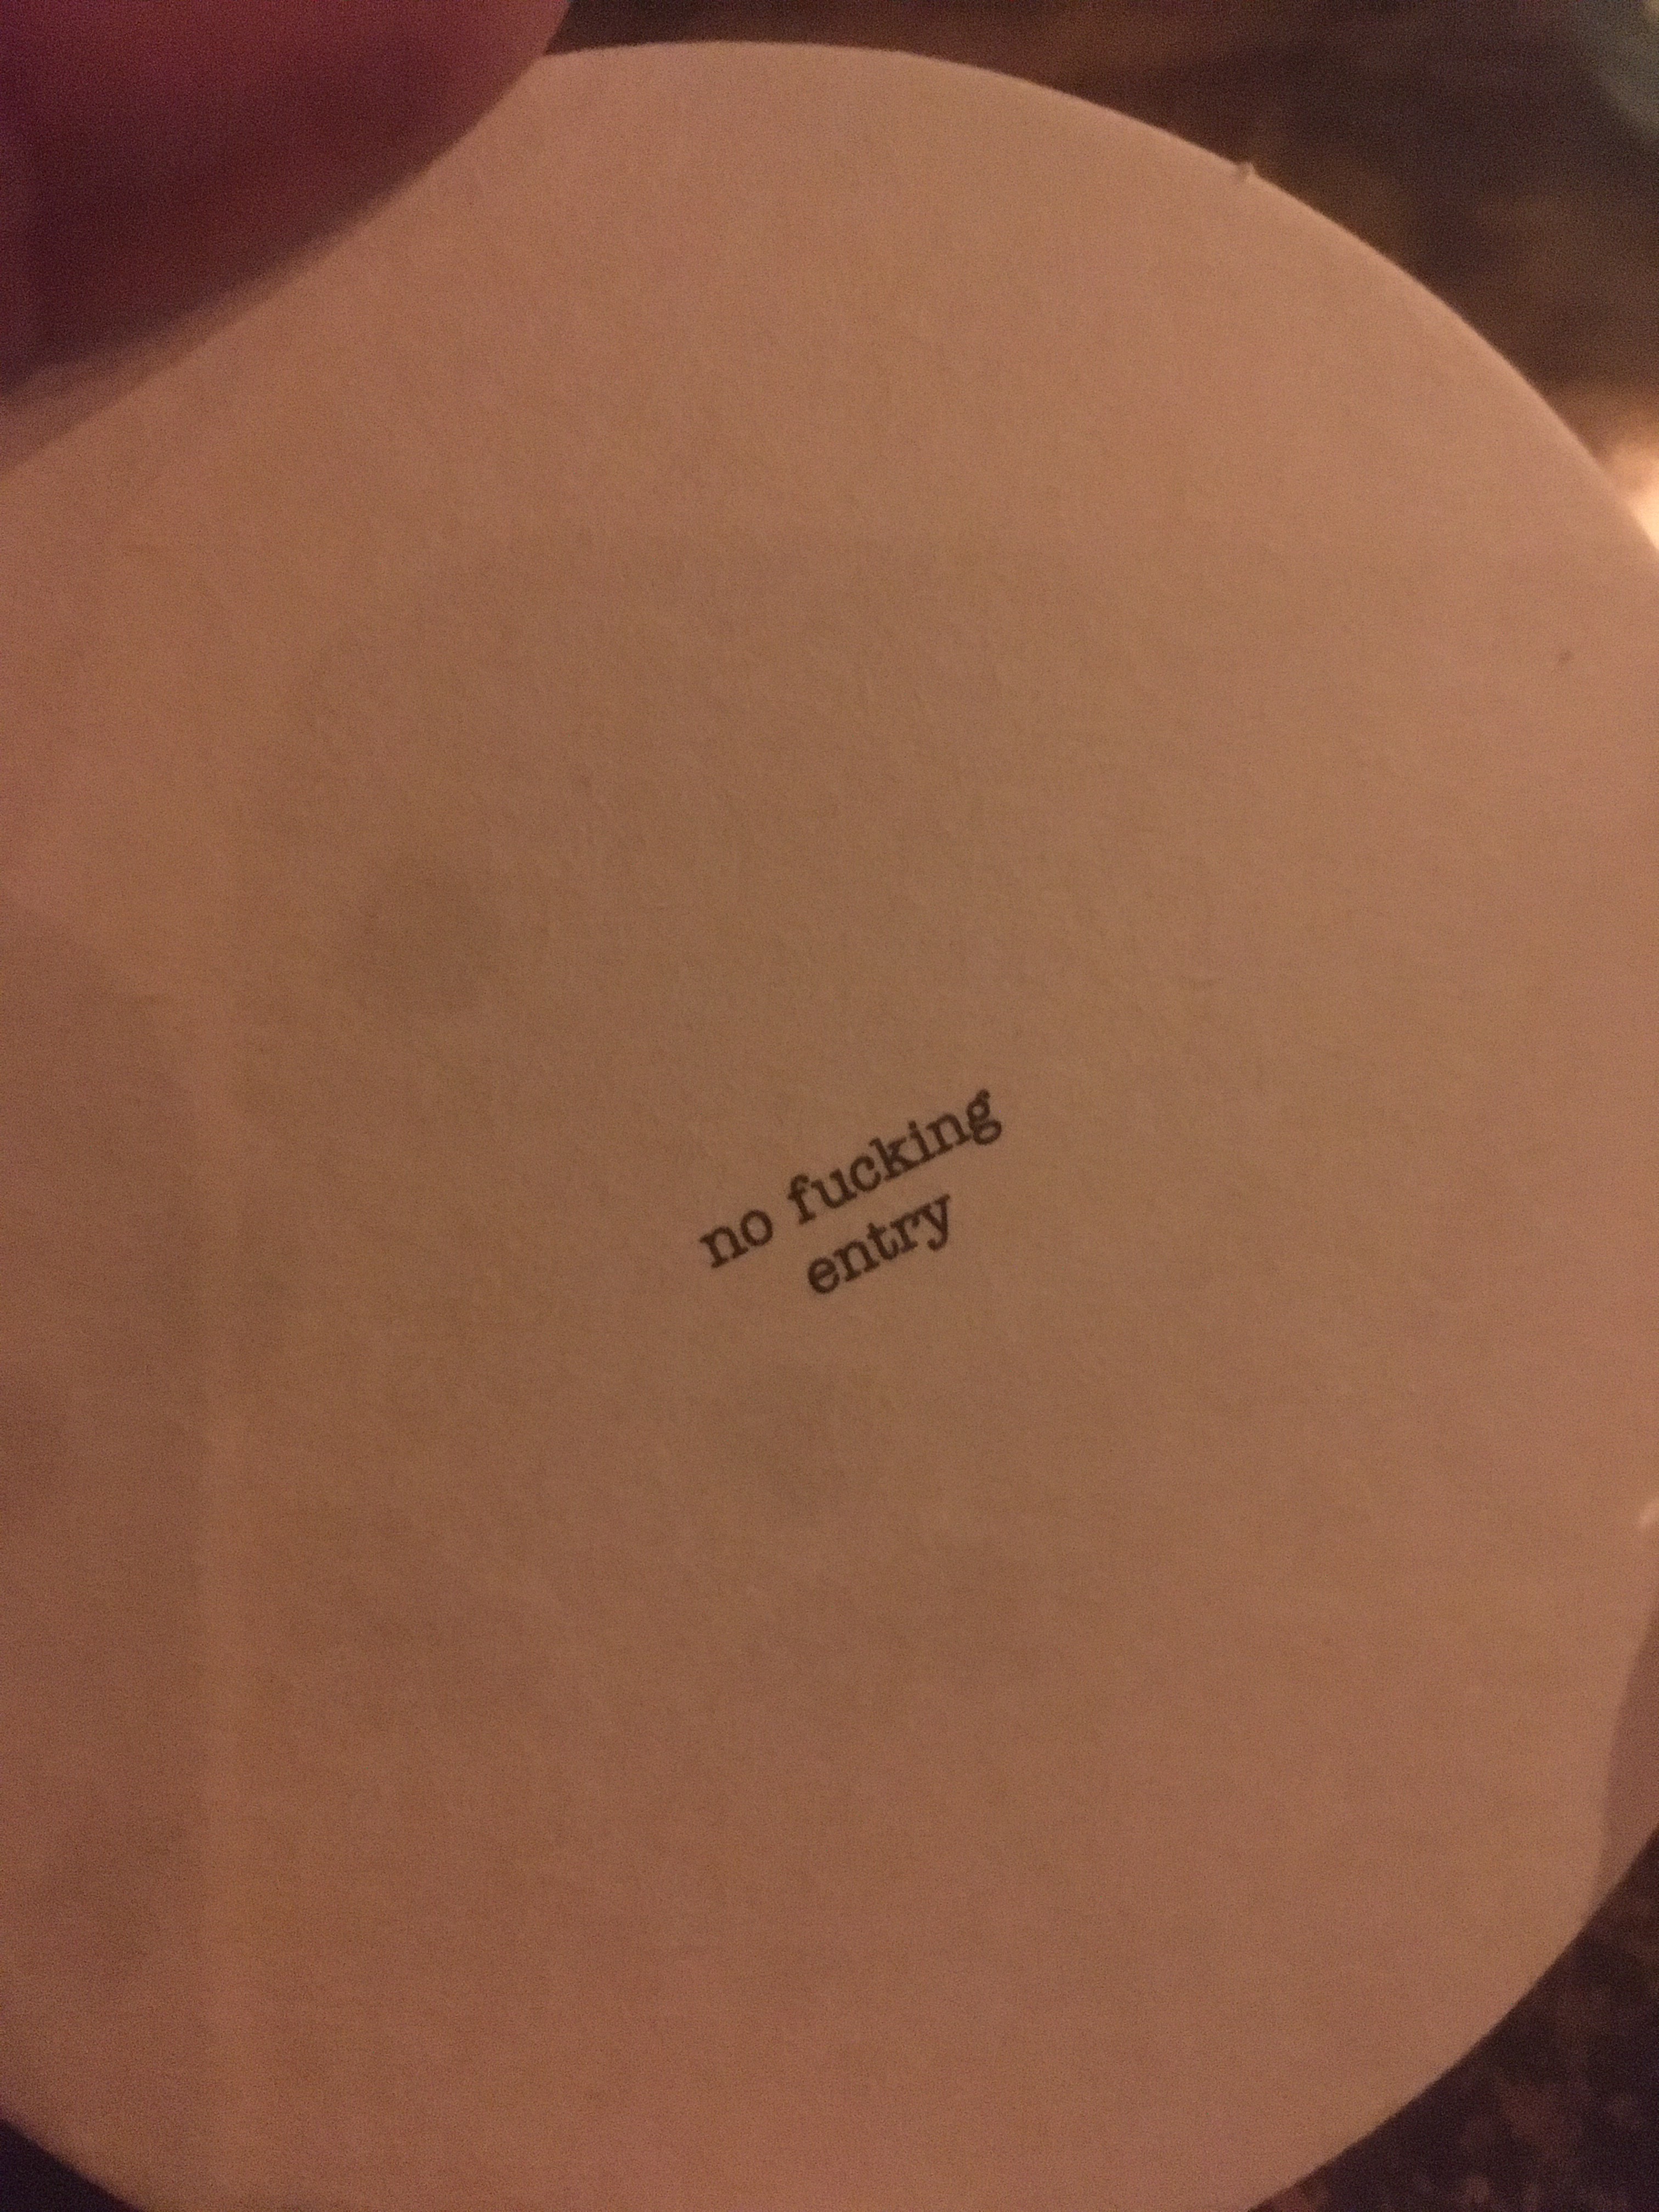 no fucking
entry